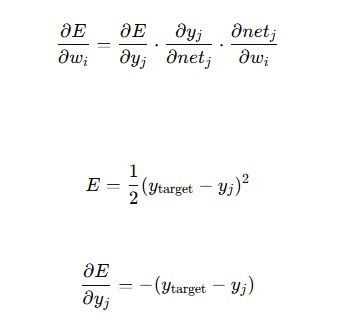 ∂E/∂w_i = ∂E/∂y_j · ∂y_j/∂net_j · ∂net_j/∂w_i
E = 1/2 (y_target − y_j)^2
∂E/∂y_j = −(y_target − y_j)